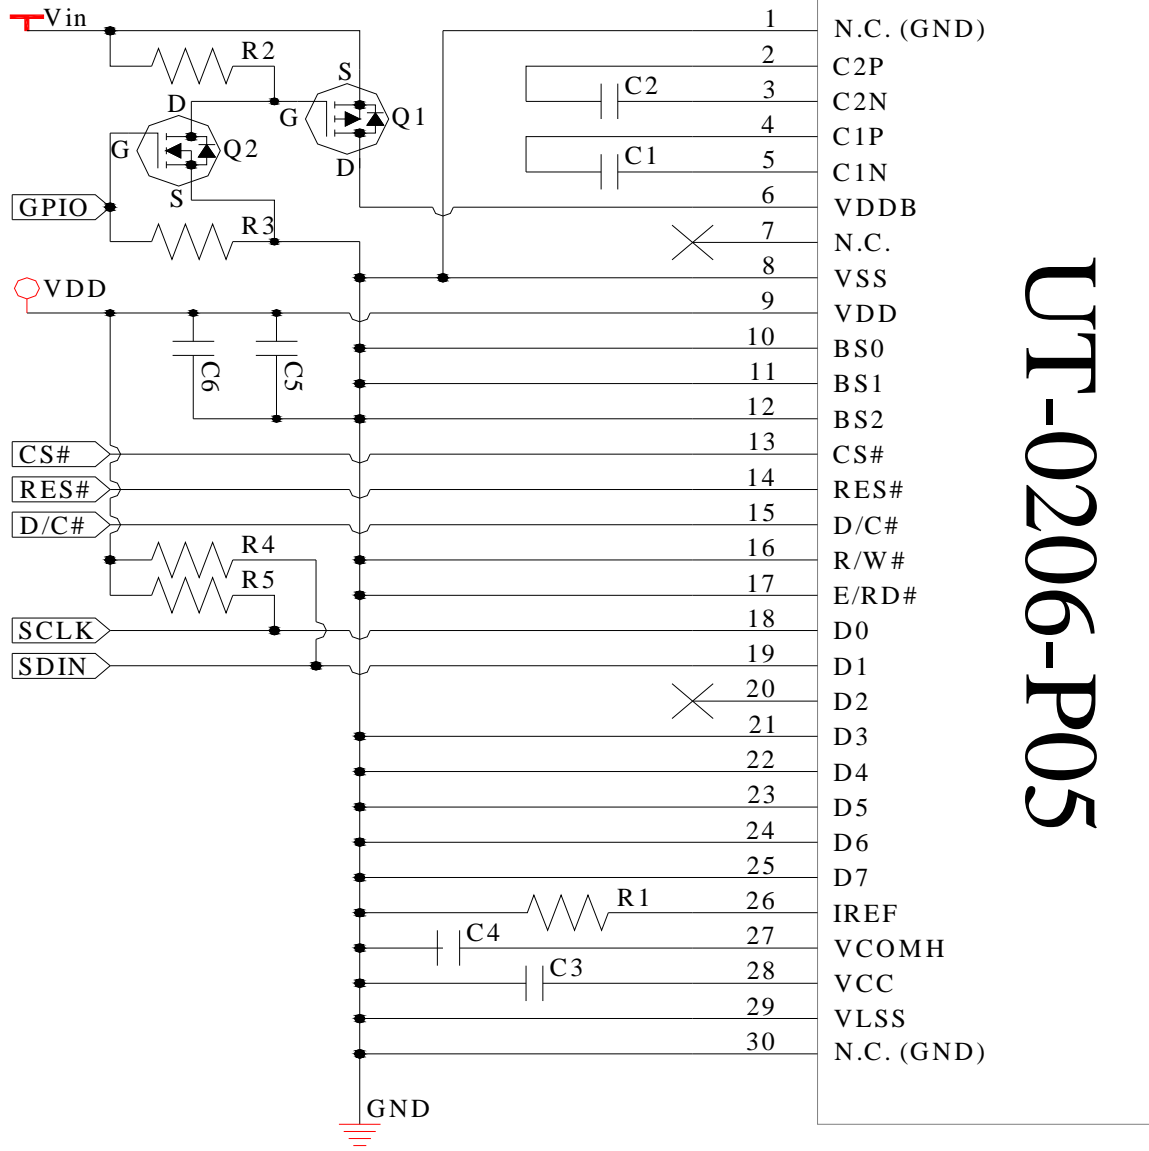 Vin
R2
S
D
G
Q1
G
Q2
D
S
GPIO
R3
VDD
C6
C5
CS#
RES#
D/C#
R4
R5
SCLK
SDIN
C2
C1
R1
C4
C3
GND
1 N.C. (GND)
2 C2P
3 C2N
4 C1P
5 C1N
6 VDDB
7 N.C.
8 VSS
9 VDD
10 BS0
11 BS1
12 BS2
13 CS#
14 RES#
15 D/C#
16 R/W#
17 E/RD#
18 D0
19 D1
20 D2
21 D3
22 D4
23 D5
24 D6
25 D7
26 IREF
27 VCOMH
28 VCC
29 VLSS
30 N.C. (GND)
UT-0206-P05